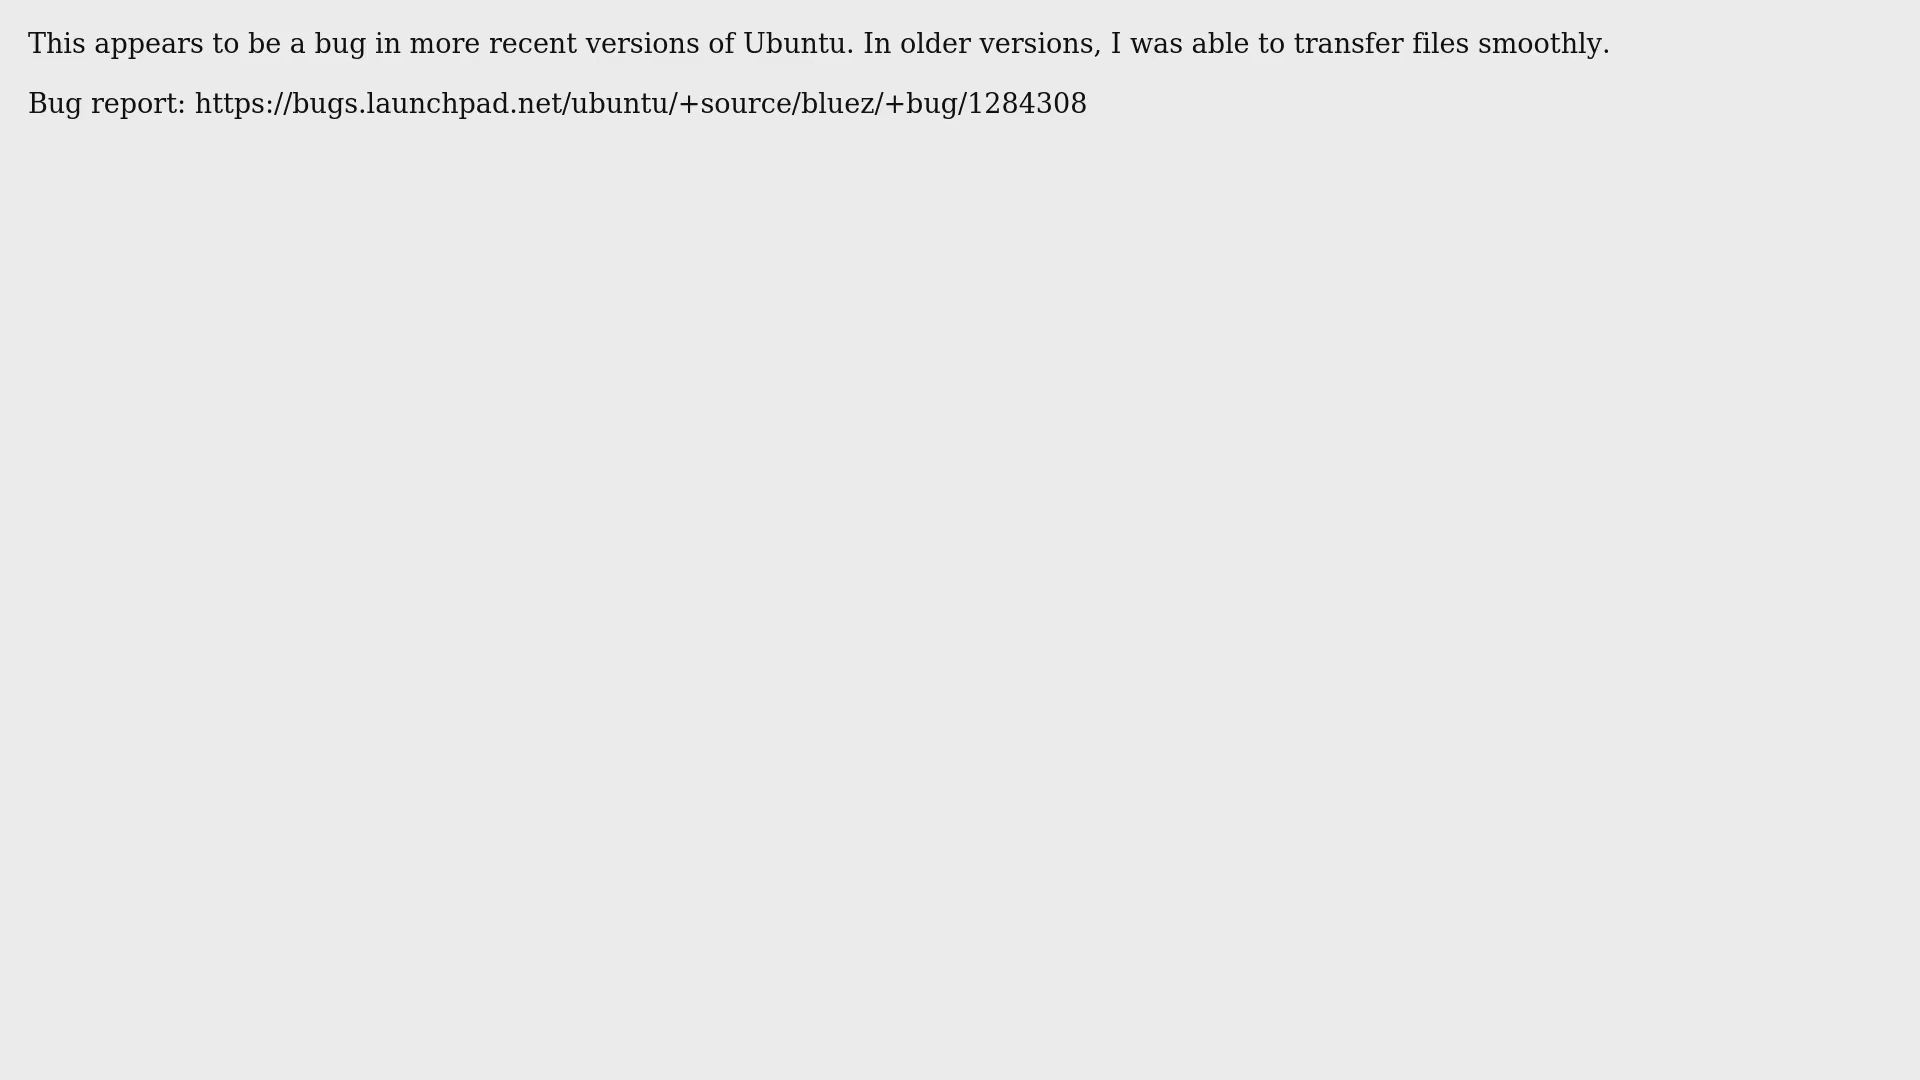 This appears to be a bug in more recent versions of Ubuntu. In older versions, I was able to transfer files smoothly.
Bug report: https://bugs.launchpad.net/ubuntu/+source/bluez/+bug/1284308